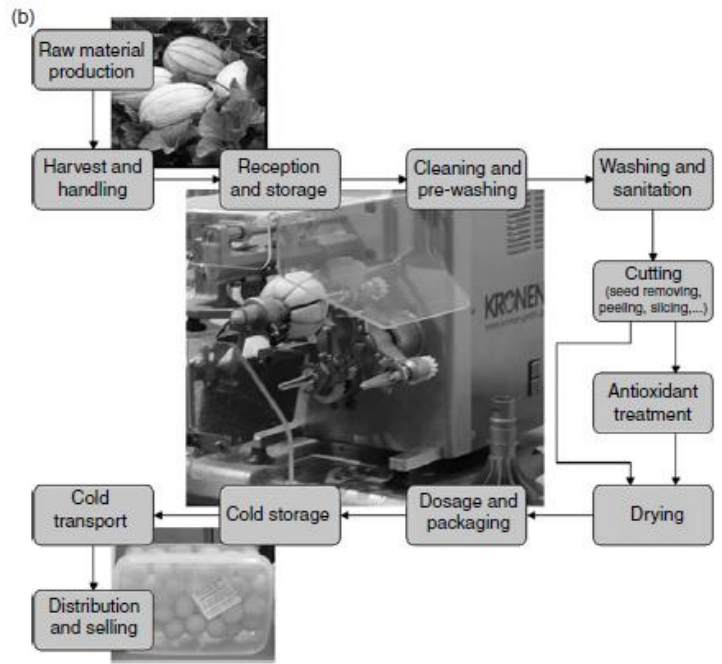 (b)
Raw material
production
Harvest and
handling
Reception
and storage
Cleaning and
pre-washing
Washing and
sanitation
Cutting
(seed removing,
peeling, slicing,...)
KRONEN
Antioxidant
treatment
Drying
Dosage and
packaging
Cold storage
Cold
transport
Distribution
and selling